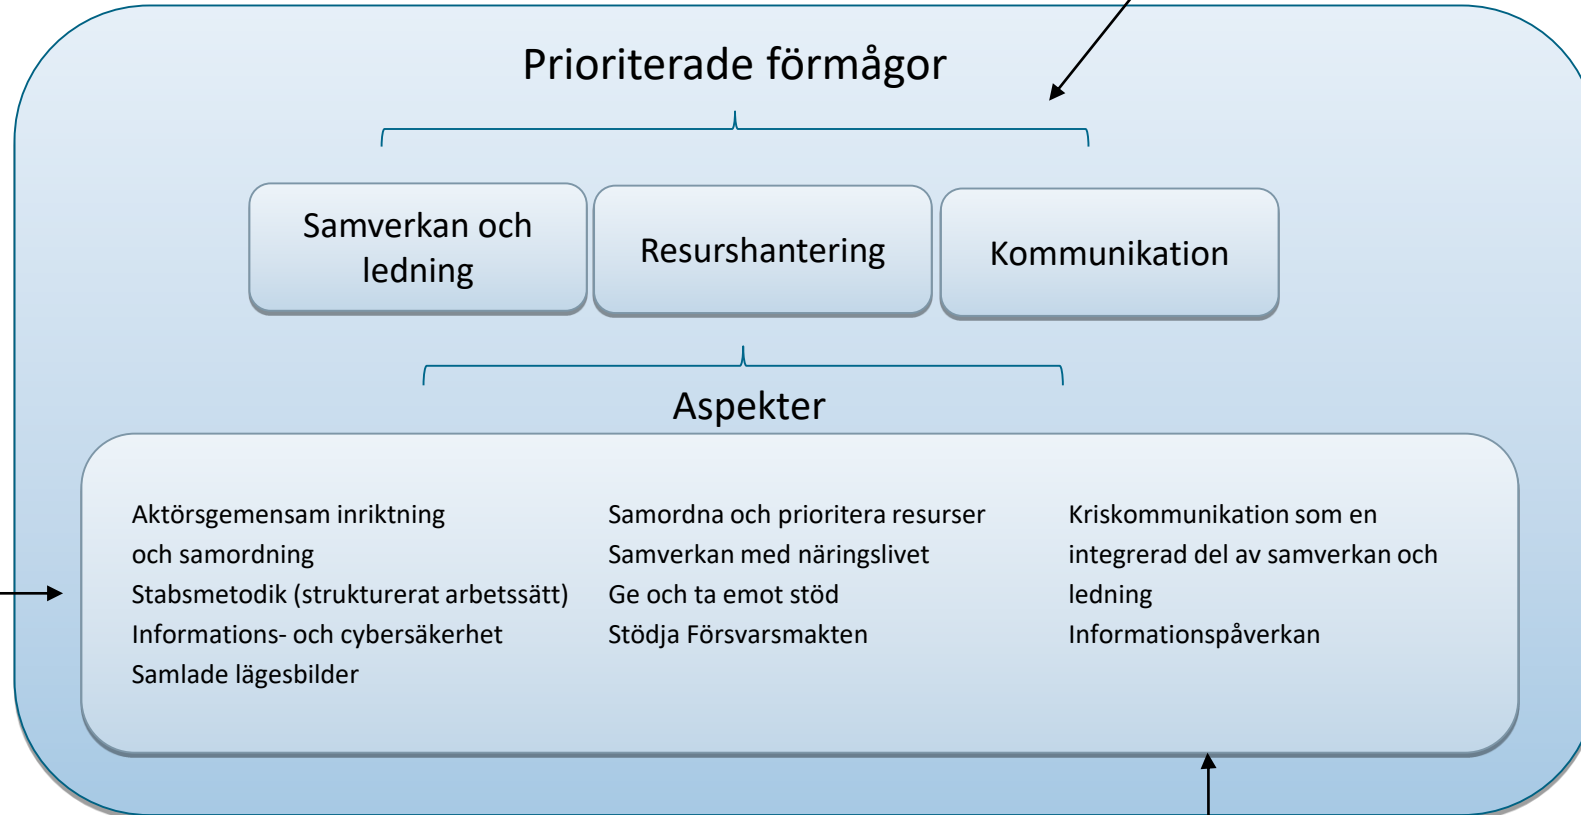 Prioriterade förmågor
Samverkan och
ledning
Resurshantering
Kommunikation
Aspekter
Aktörsgemensam inriktning
och samordning
Stabsmetodik (strukturerat arbetssätt)
Informations- och cybersäkerhet
Samlade lägesbilder
Samordna och prioritera resurser
Samverkan med näringslivet
Ge och ta emot stöd
Stödja Försvarsmakten
Kriskommunikation som en
integrerad del av samverkan och
ledning
Informationspåverkan